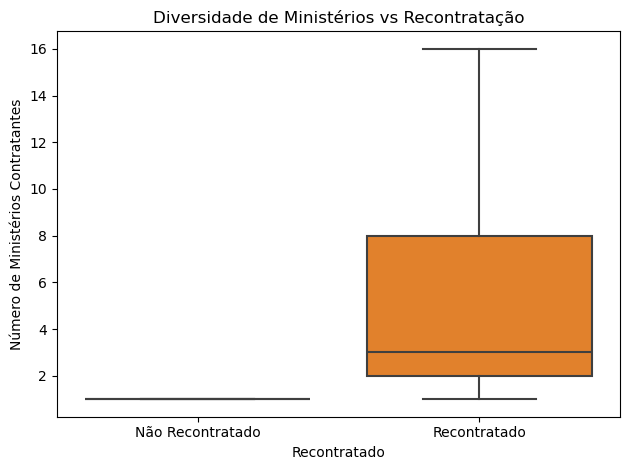 Diversidade de Ministérios vs Recontratação
Número de Ministérios Contratantes
16
14
12
10
8
6
4
2
Não Recontratado
Recontratado
Recontratado